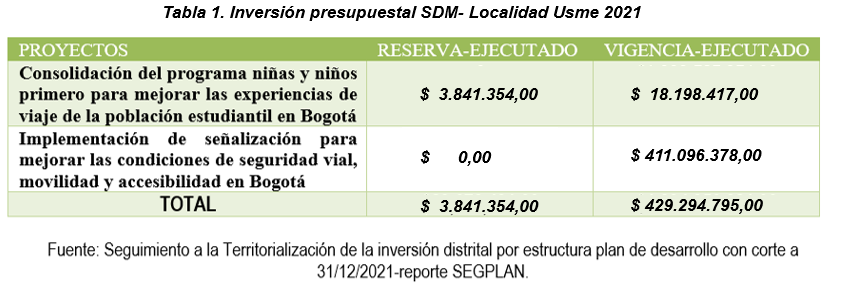 Tabla 1. Inversión presupuestal SDM- Localidad Usme 2021
PROYECTOS RESERVA-EJECUTADO VIGENCIA-EJECUTADO
Consolidación del programa niñas y niños
primero para mejorar las experiencias de
viaje de la población estudiantil en Bogotá
$ 3.841.354,00 $ 18.198.417,00
Implementación de señalización para
mejorar las condiciones de seguridad vial,
movilidad y accesibilidad en Bogotá
$ 0,00 $ 411.096.378,00
TOTAL $ 3.841.354,00 $ 429.294.795,00
Fuente: Seguimiento a la Territorialización de la inversión distrital por estructura plan de desarrollo con corte a
31/12/2021-reporte SEGPLAN.